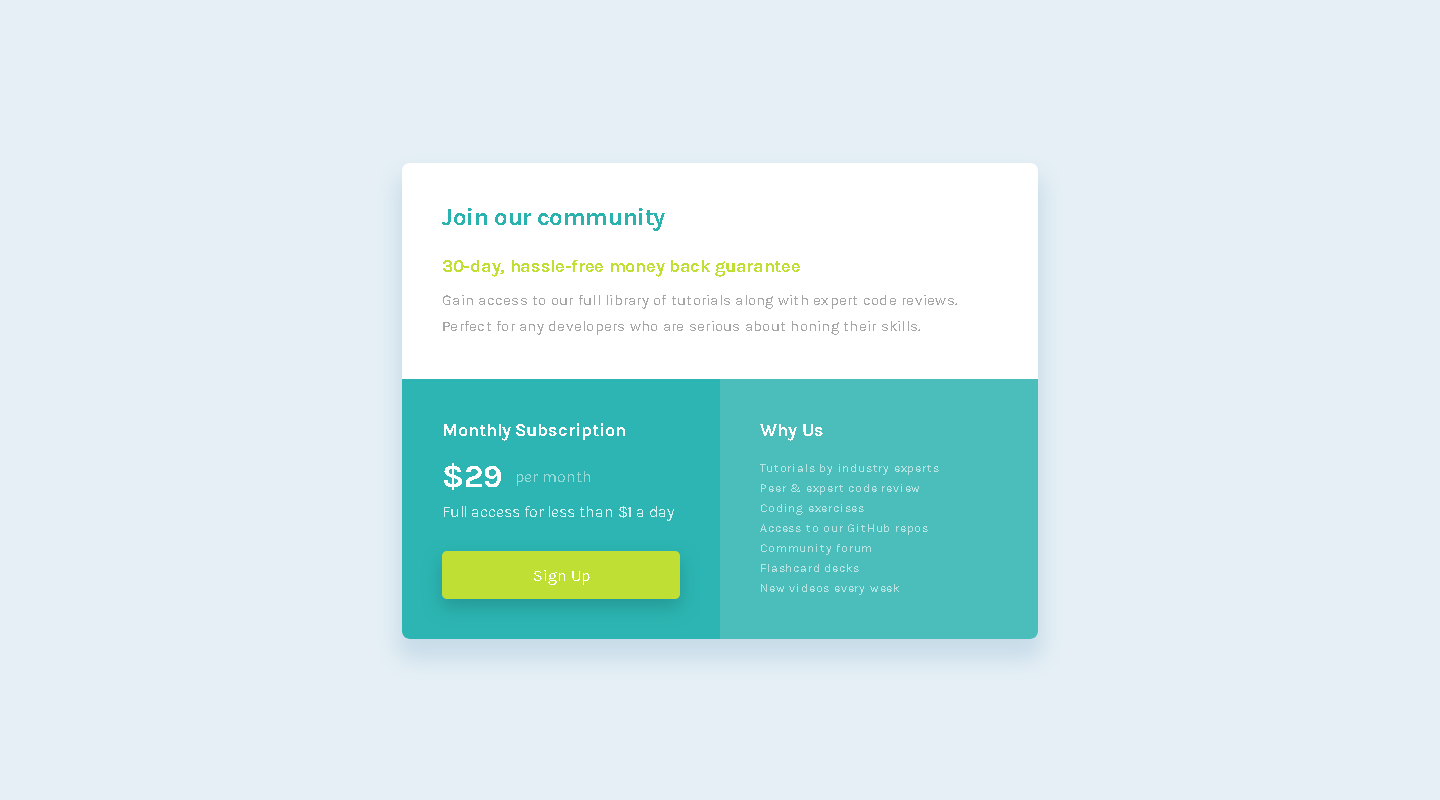 Join our community
30-day, hassle-free money back guarantee
Gain access to our full library of tutorials along with expert code reviews.
Perfect for any developers who are serious about honing their skills.
Monthly Subscription
$29 per month
Full access for less than $1 a day
Sign Up
Why Us
Tutorials by industry experts
Peer & expert code review
Coding exercises
Access to our GitHub repos
Community forum
Flashcard decks
New videos every week